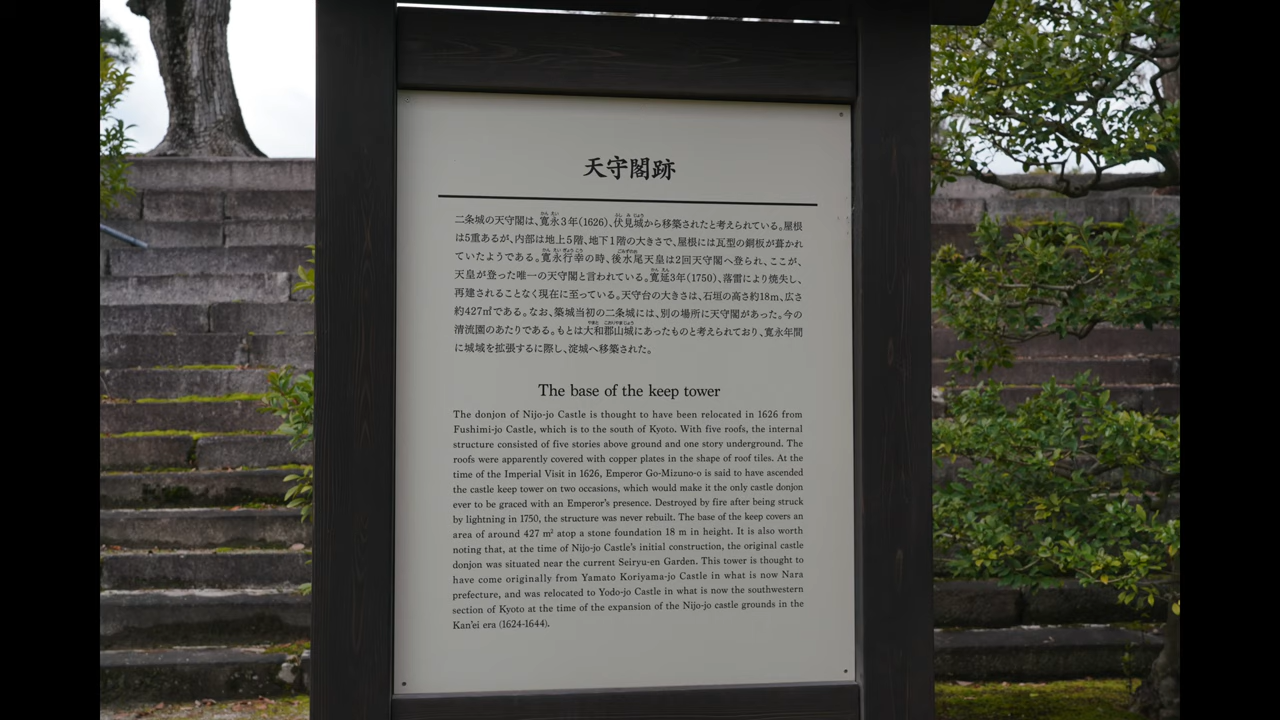 天守閣跡
二条城の天守閣は、寛永3年(1626)、伏見城から移築されたと考えられている。屋根
は5重あるが、内部は地上5階、地下1階の大きさで、屋根には瓦型の銅板が葺かれ
ていたようである。寛永行幸の時、後水尾天皇は2回天守閣へ登られ、ここが、
天皇が登った唯一の天守閣と言われている。寛延3年(1750)、落雷により焼失し、
再建されることなく現在に至っている。天守台の大きさは、石垣の高さ約18m、広さ
約427㎡である。なお、築城当初の二条城には、別の場所に天守閣があった。今の
清流園のあたりである。もとは大和郡山城にあったものと考えられており、寛永年間
に城域を拡張するに際し、淀城へ移築された。
The base of the keep tower
The donjon of Nijo-jo Castle is thought to have been relocated in 1626 from
Fushimi-jo Castle, which is to the south of Kyoto. With five roofs, the internal
structure consisted of five stories above ground and one story underground. The
roofs were apparently covered with copper plates in the shape of roof tiles. At the
time of the Imperial Visit in 1626, Emperor Go-Mizuno-o is said to have ascended
the castle keep tower on two occasions, which would make it the only castle donjon
ever to be graced with an Emperor's presence. Destroyed by fire after being struck
by lightning in 1750, the structure was never rebuilt. The base of the keep covers an
area of around 427 m² atop a stone foundation 18 m in height. It is also worth
noting that, at the time of Nijo-jo Castle's initial construction, the original castle
donjon was situated near the current Seiryu-en Garden. This tower is thought to
have come originally from Yamato Koriyama-jo Castle in what is now Nara
prefecture, and was relocated to Yodo-jo Castle in what is now the southwestern
section of Kyoto at the time of the expansion of the Nijo-jo castle grounds in the
Kan'ei era (1624-1644).